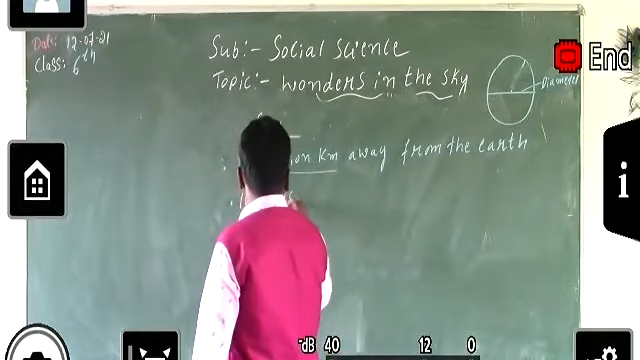 Date: 12-07-21
Class: 6th
Sub:- Social Science
Topic:- wonders in the sky
Diameter
on Km away from the earth
End
i
-dB 40 12 0